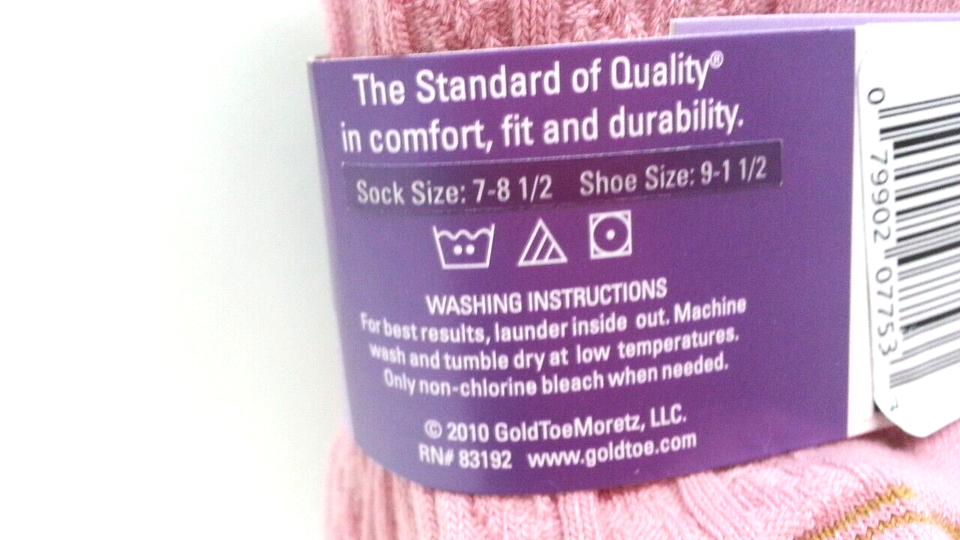 The Standard of Quality®
in comfort, fit and durability.
Sock Size: 7-8 1/2 Shoe Size: 9-1 1/2
WASHING INSTRUCTIONS
For best results, launder inside out. Machine
wash and tumble dry at low temperatures.
Only non-chlorine bleach when needed.
© 2010 GoldToeMoretz, LLC.
RN# 83192 www.goldtoe.com
0 79902 07753